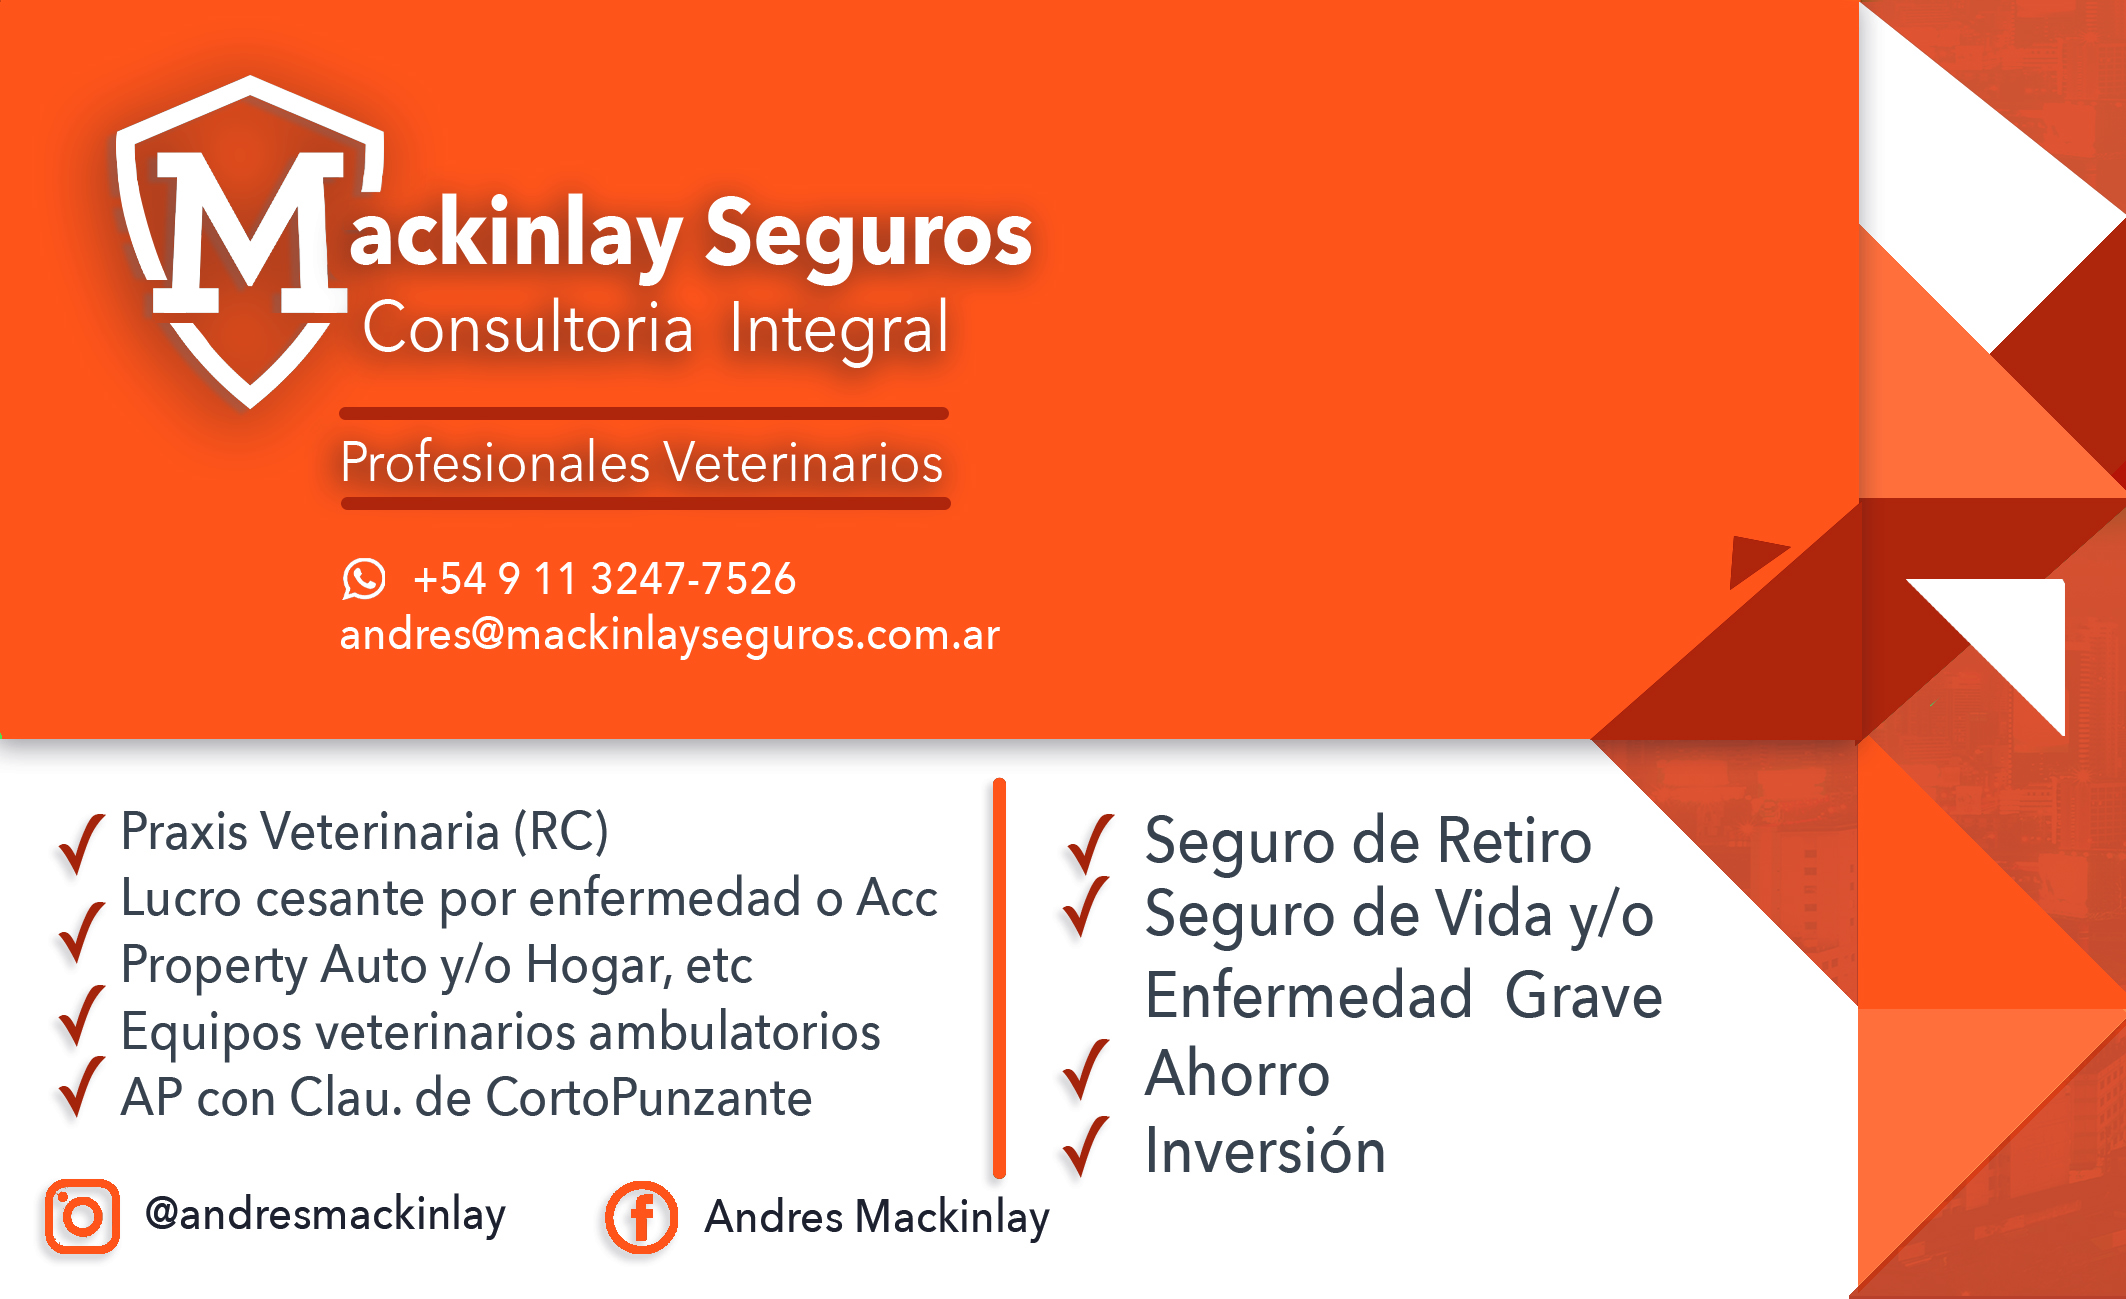 Mackinlay Seguros
Consultoria Integral
Profesionales Veterinarios
+54 9 11 3247-7526
andres@mackinlayseguros.com.ar
Praxis Veterinaria (RC)
Lucro cesante por enfermedad o Acc
Property Auto y/o Hogar, etc
Equipos veterinarios ambulatorios
AP con Clau. de CortoPunzante
Seguro de Retiro
Seguro de Vida y/o
Enfermedad Grave
Ahorro
Inversión
@andresmackinlay
Andres Mackinlay